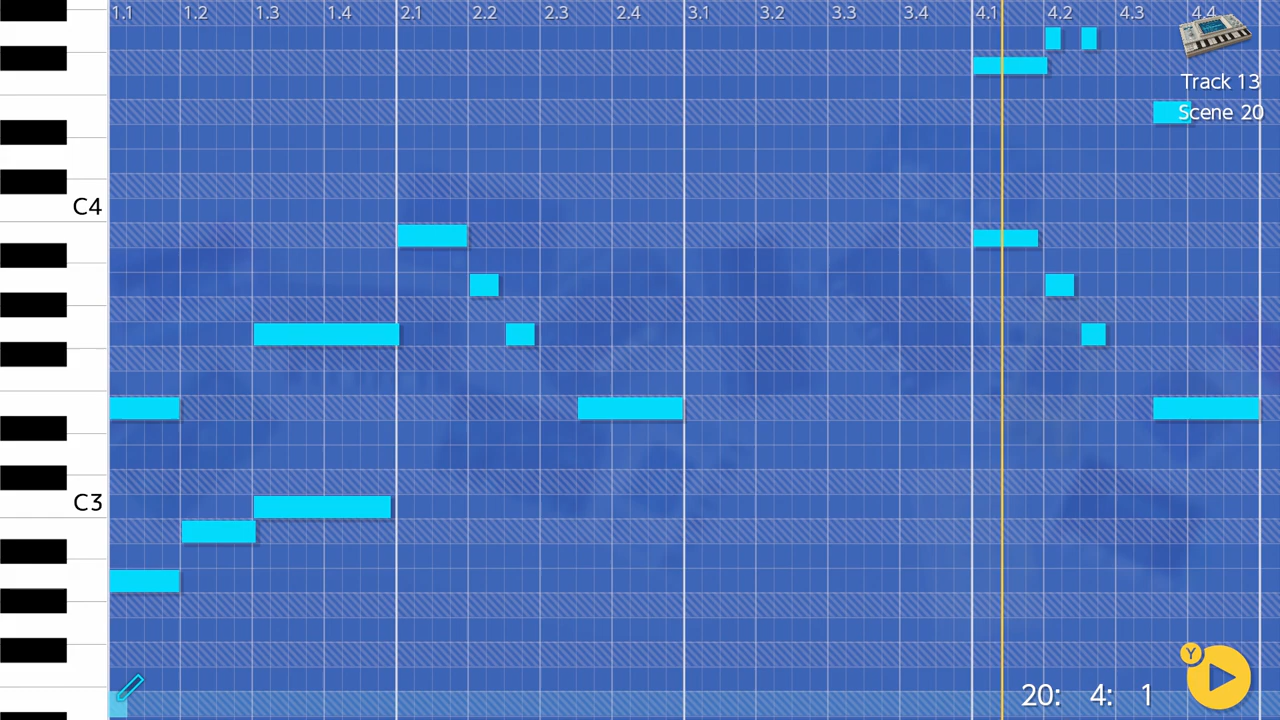 1.1 1.2 1.3 1.4 2.1 2.2 2.3 2.4 3.1 3.2 3.3 3.4 4.1 4.2 4.3 4.4
Track 13
Scene 20
C4
C3
Y
20: 4: 1